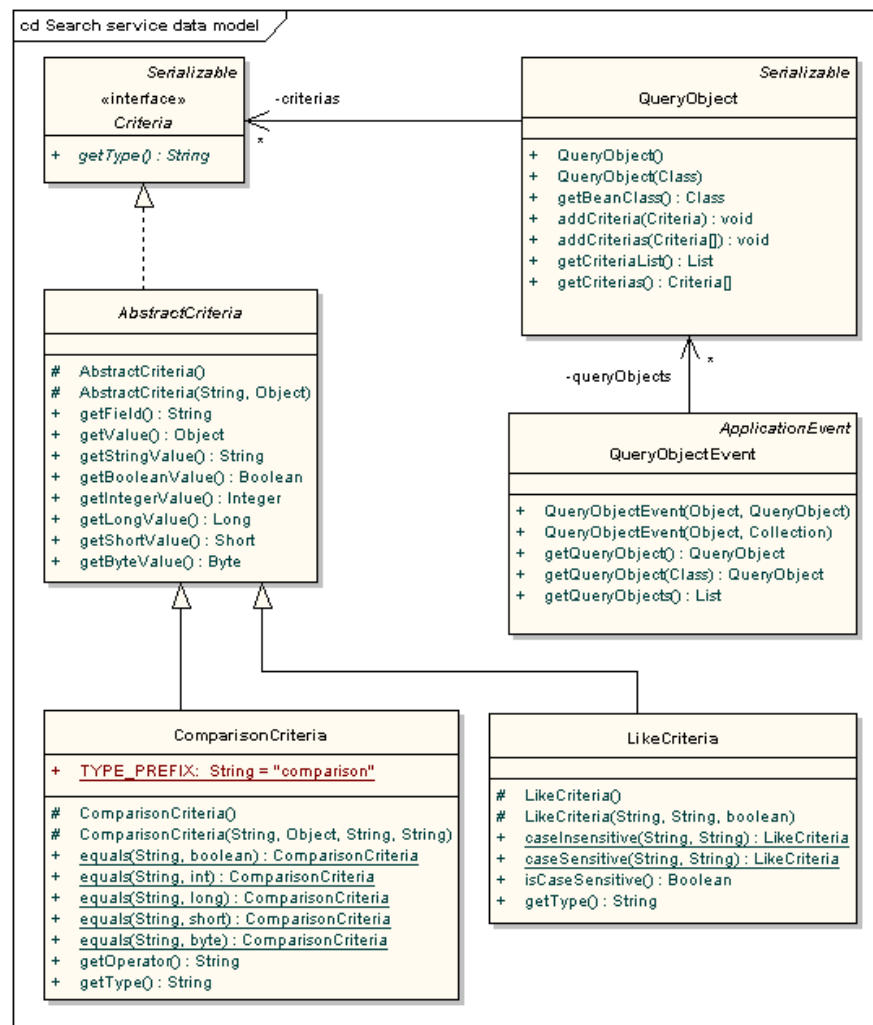 cd Search service data model
Serializable
«interface»
Criteria
+ getType() : String
-criterias
*
Serializable
QueryObject
+ QueryObject()
+ QueryObject(Class)
+ getBeanClass() : Class
+ addCriteria(Criteria) : void
+ addCriterias(Criteria[]) : void
+ getCriteriaList() : List
+ getCriterias() : Criteria[]
AbstractCriteria
# AbstractCriteria()
# AbstractCriteria(String, Object)
+ getField() : String
+ getValue() : Object
+ getStringValue() : String
+ getBooleanValue() : Boolean
+ getIntegerValue() : Integer
+ getLongValue() : Long
+ getShortValue() : Short
+ getByteValue() : Byte
-queryObjects
*
ApplicationEvent
QueryObjectEvent
+ QueryObjectEvent(Object, QueryObject)
+ QueryObjectEvent(Object, Collection)
+ getQueryObject() : QueryObject
+ getQueryObject(Class) : QueryObject
+ getQueryObjects() : List
ComparisonCriteria
+ TYPE_PREFIX: String = "comparison"
# ComparisonCriteria()
# ComparisonCriteria(String, Object, String, String)
+ equals(String, boolean) : ComparisonCriteria
+ equals(String, int) : ComparisonCriteria
+ equals(String, long) : ComparisonCriteria
+ equals(String, short) : ComparisonCriteria
+ equals(String, byte) : ComparisonCriteria
+ getOperator() : String
+ getType() : String
LikeCriteria
# LikeCriteria()
# LikeCriteria(String, String, boolean)
+ caseInsensitive(String, String) : LikeCriteria
+ caseSensitive(String, String) : LikeCriteria
+ isCaseSensitive() : Boolean
+ getType() : String